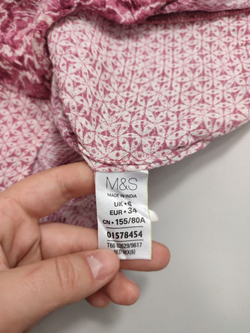 M&S
MADE IN INDIA
UK • 6
EUR • 34
CN • 155/80A
01578454